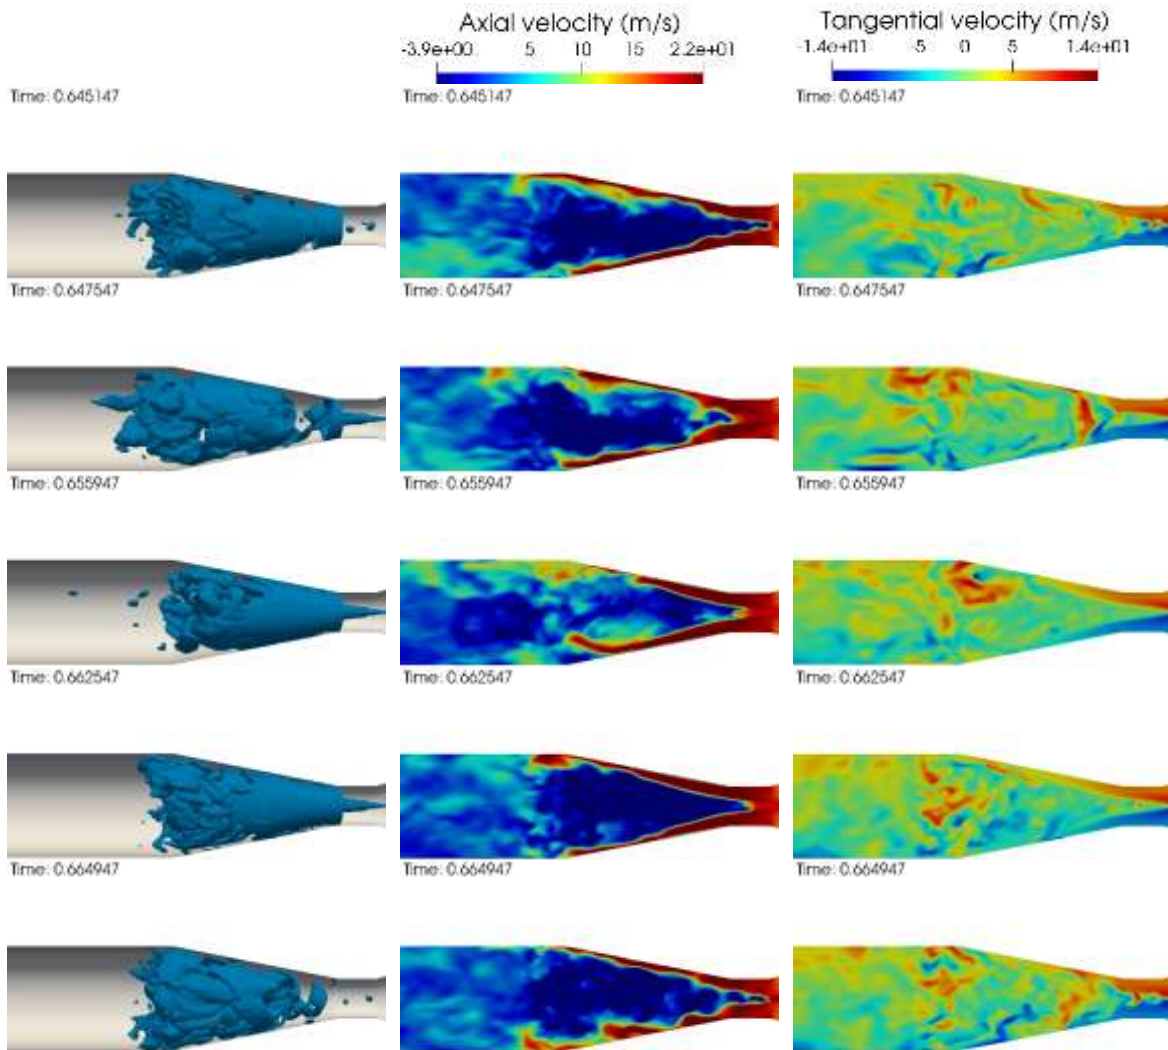 Axial velocity (m/s)
-3.9e+00 5 10 15 2.2e+01
Tangential velocity (m/s)
-1.4e+01 -5 0 5 1.4e+01
Time: 0.645147 Time: 0.645147 Time: 0.645147
Time: 0.647547 Time: 0.647547 Time: 0.647547
Time: 0.655947 Time: 0.655947 Time: 0.655947
Time: 0.662547 Time: 0.662547 Time: 0.662547
Time: 0.664947 Time: 0.664947 Time: 0.664947